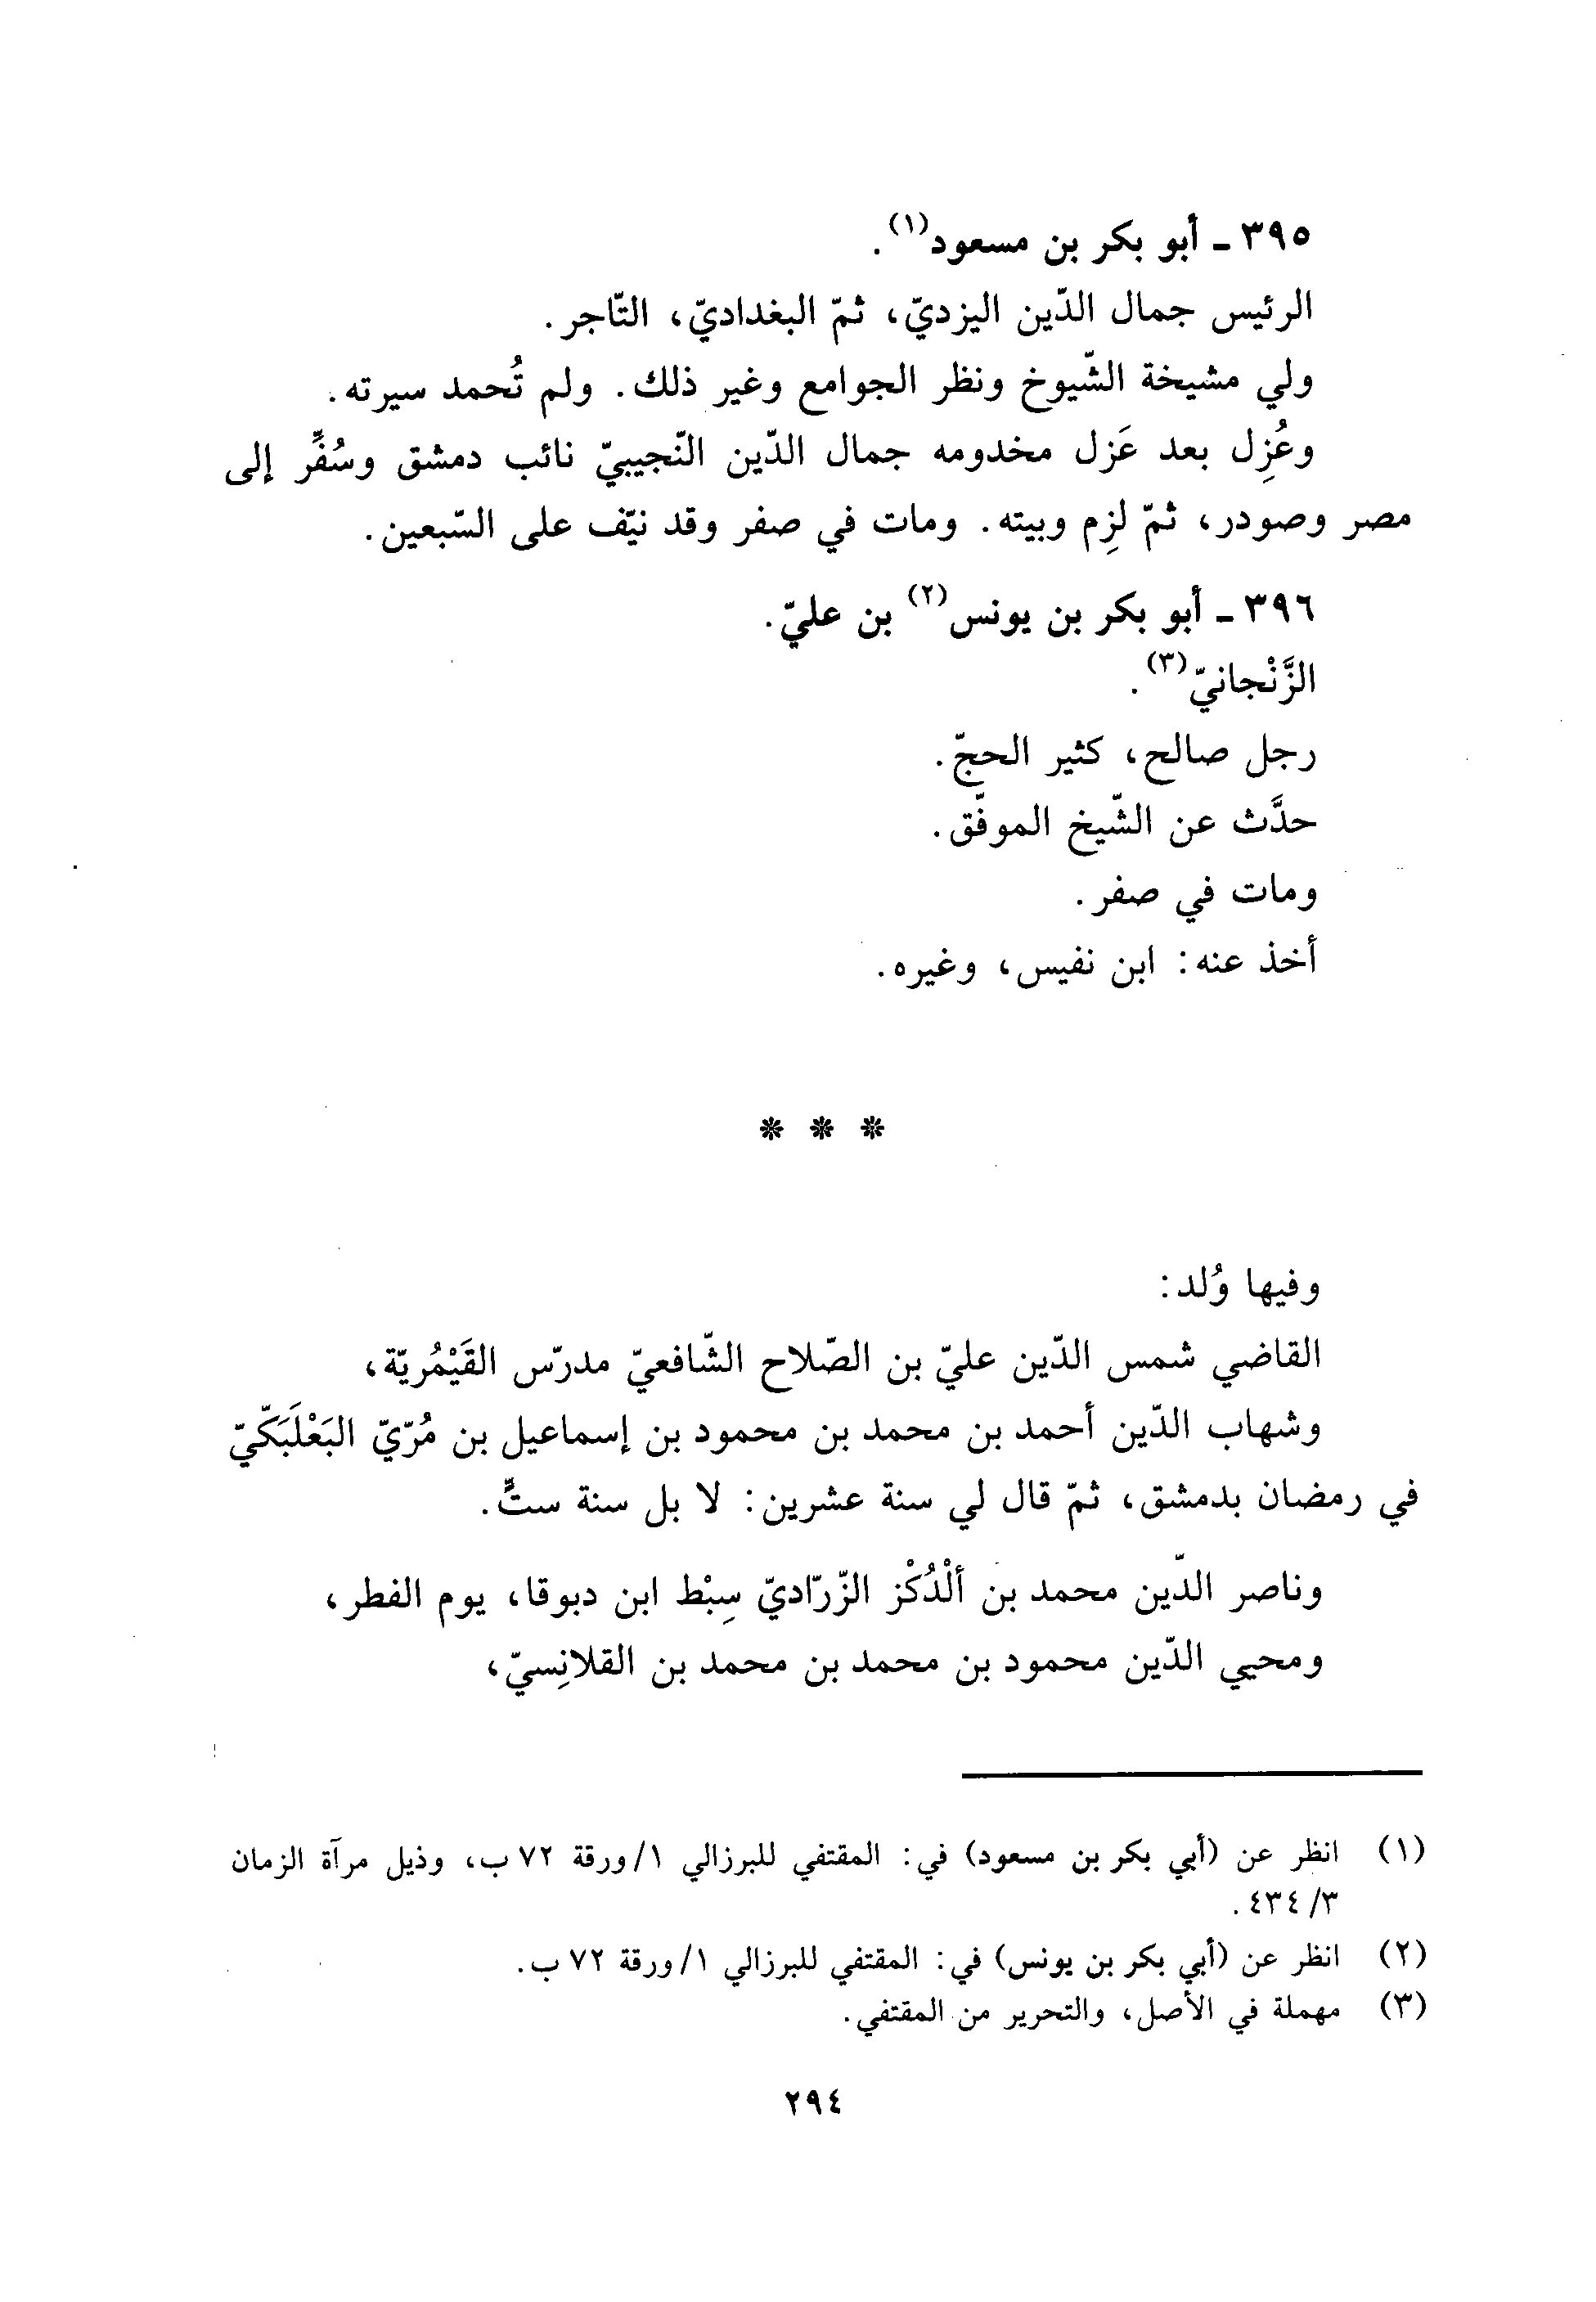 ٣٩٥ ـ أبو بكر بن مسعود(١).
الرئيس جمال الدّين اليزديّ، ثمّ البغداديّ، التّاجر.
ولي مشيخة الشّيوخ ونظر الجوامع وغير ذلك. ولم تُحمد سيرته.
وعُزِل بعد عَزل مخدومه جمال الدّين النّجيبيّ نائب دمشق وسُفِّر إلى
مصر وصودر، ثمّ لزِم وبيته. ومات في صفر وقد نيّف على السّبعين.
٣٩٦ ـ أبو بكر بن يونس(٢) بن عليّ.
الزَّنْجانيّ(٣).
رجل صالح، كثير الحجّ.
حدَّث عن الشّيخ الموفّق.
ومات في صفر.
أخذ عنه: ابن نفيس، وغيره.
* * *
وفيها وُلد:
القاضي شمس الدّين عليّ بن الصّلاح الشّافعيّ مدرّس القَيْمُريّة،
وشهاب الدّين أحمد بن محمد بن محمود بن إسماعيل بن مُرّيّ البَعْلَبَكّيّ
في رمضان بدمشق، ثمّ قال لي سنة عشرين: لا بل سنة ستٍّ.
وناصر الدّين محمد بن ألْدُكْز الزّرّاديّ سِبْط ابن دبوقا، يوم الفطر،
ومحيي الدّين محمود بن محمد بن محمد بن القلانِسيّ،
(١) انظر عن (أبي بكر بن مسعود) في: المقتفي للبرزالي ١/ورقة ٧٢ ب، وذيل مرآة الزمان
٣/ ٤٣٤.
(٢) انظر عن (أبي بكر بن يونس) في: المقتفي للبرزالي ١/ورقة ٧٢ ب.
(٣) مهملة في الأصل، والتحرير من المقتفي.
٢٩٤